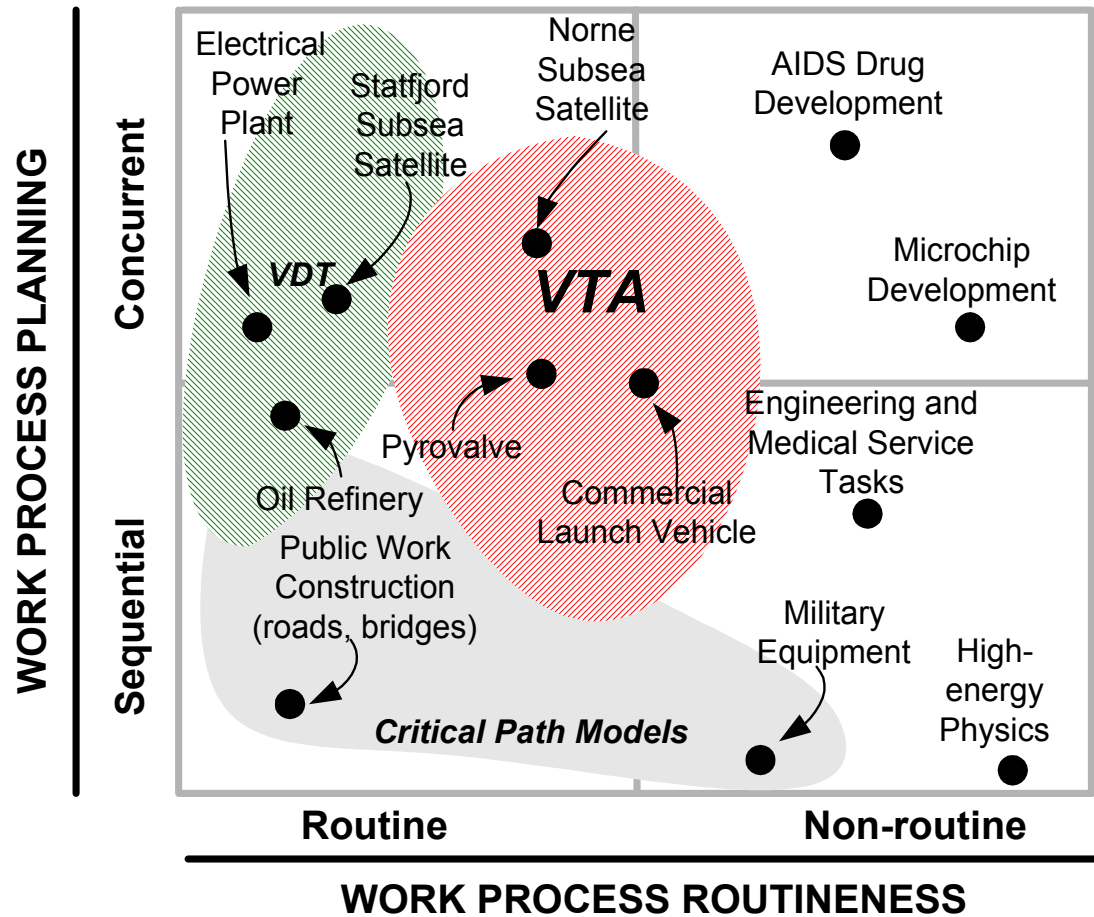 WORK PROCESS PLANNING
Concurrent
Sequential
Electrical
Power
Plant
Statfjord
Subsea
Satellite
Norne
Subsea
Satellite
AIDS Drug
Development
VDT
VTA
Microchip
Development
Pyrovalve
Engineering and
Medical Service
Tasks
Oil Refinery
Commercial
Launch Vehicle
Public Work
Construction
(roads, bridges)
Military
Equipment
High-
energy
Physics
Critical Path Models
Routine
Non-routine
WORK PROCESS ROUTINENESS